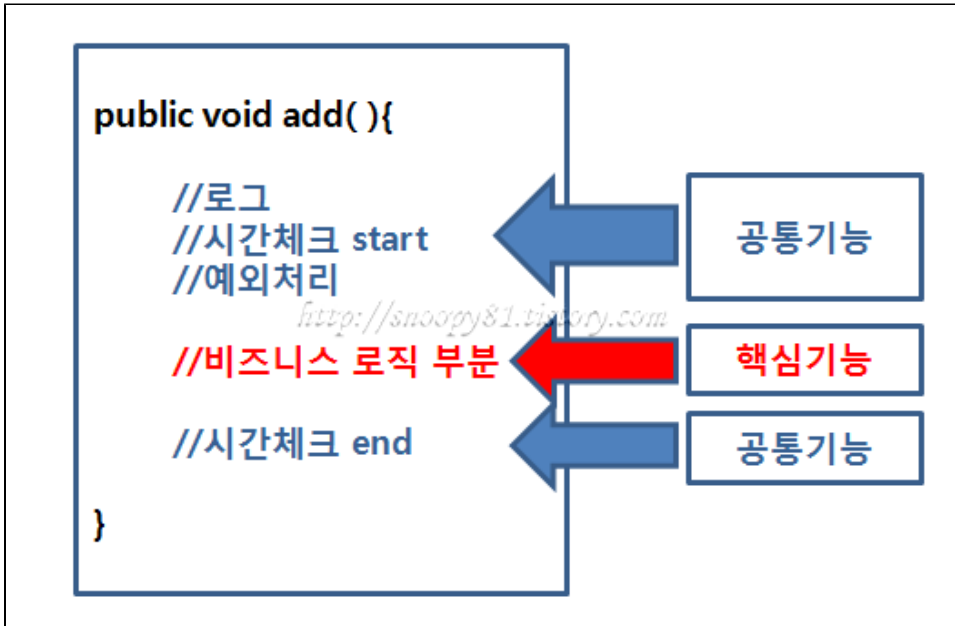 public void add( ){
//로그
//시간체크 start
//예외처리
공통기능
http://snoopy81.tistory.com
//비즈니스 로직 부분
핵심기능
//시간체크 end
공통기능
}